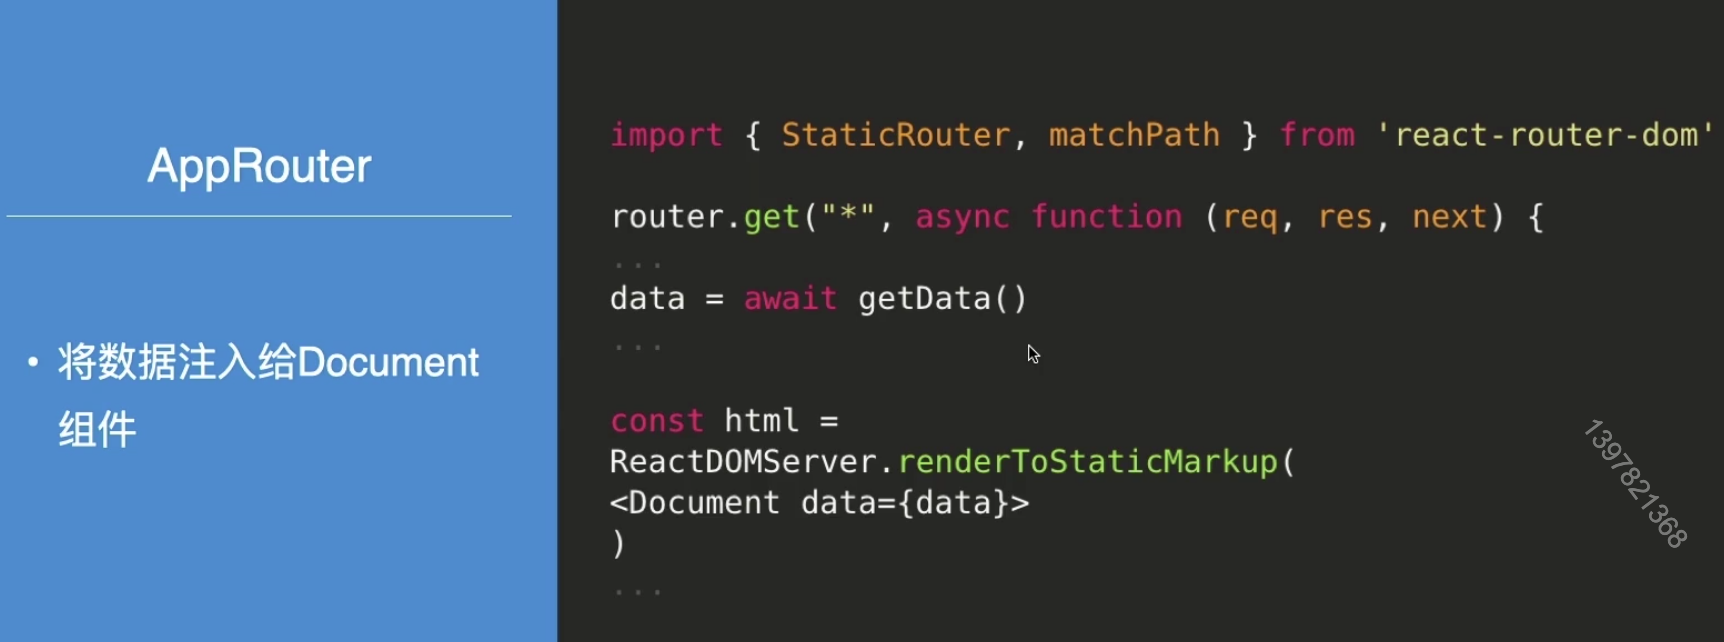 AppRouter
• 将数据注入给Document
组件
import { StaticRouter, matchPath } from 'react-router-dom'
router.get("*", async function (req, res, next) {
...
data = await getData()
...
const html =
ReactDOMServer.renderToStaticMarkup(
<Document data={data}>
)
...
1397821368